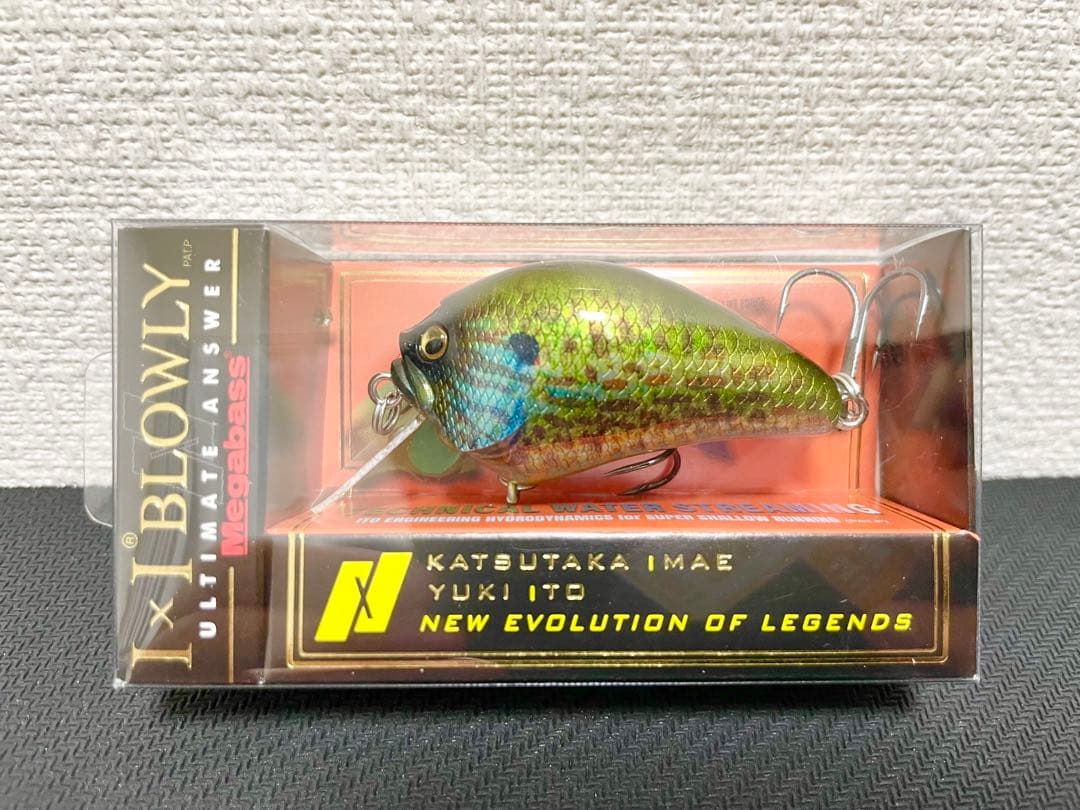 I x I® BLOWLY PAT.P
ULTIMATE ANSWER
Megabass®
TECHNICAL WATER STREAMING
ITO ENGINEERING HYDRODYNAMICS for SUPER SHALLOW RUNNING
KATSUTAKA IMAE
YUKI ITO
NEW EVOLUTION OF LEGENDS